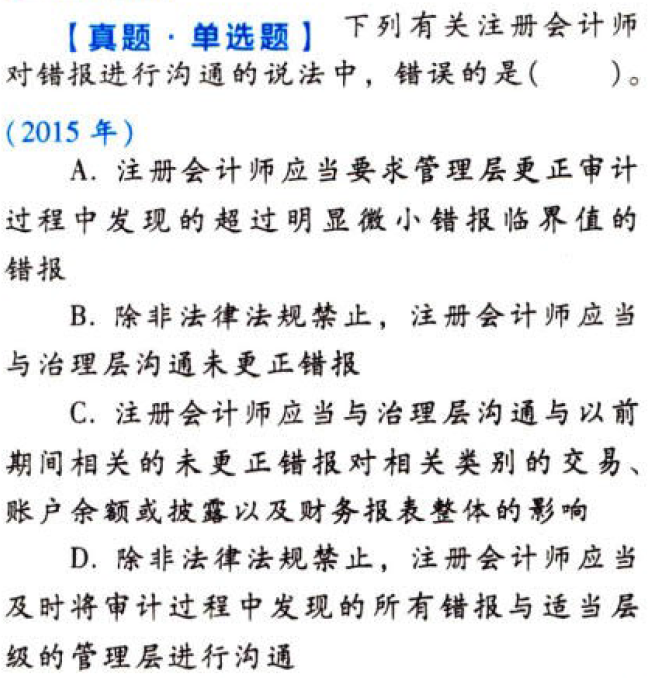 【真题·单选题】 下列有关注册会计师
对错报进行沟通的说法中，错误的是(  )。
(2015 年)
A. 注册会计师应当要求管理层更正审计
过程中发现的超过明显微小错报临界值的
错报
B. 除非法律法规禁止，注册会计师应当
与治理层沟通未更正错报
C. 注册会计师应当与治理层沟通与以前
期间相关的未更正错报对相关类别的交易、
账户余额或披露以及财务报表整体的影响
D. 除非法律法规禁止，注册会计师应当
及时将审计过程中发现的所有错报与适当层
级的管理层进行沟通